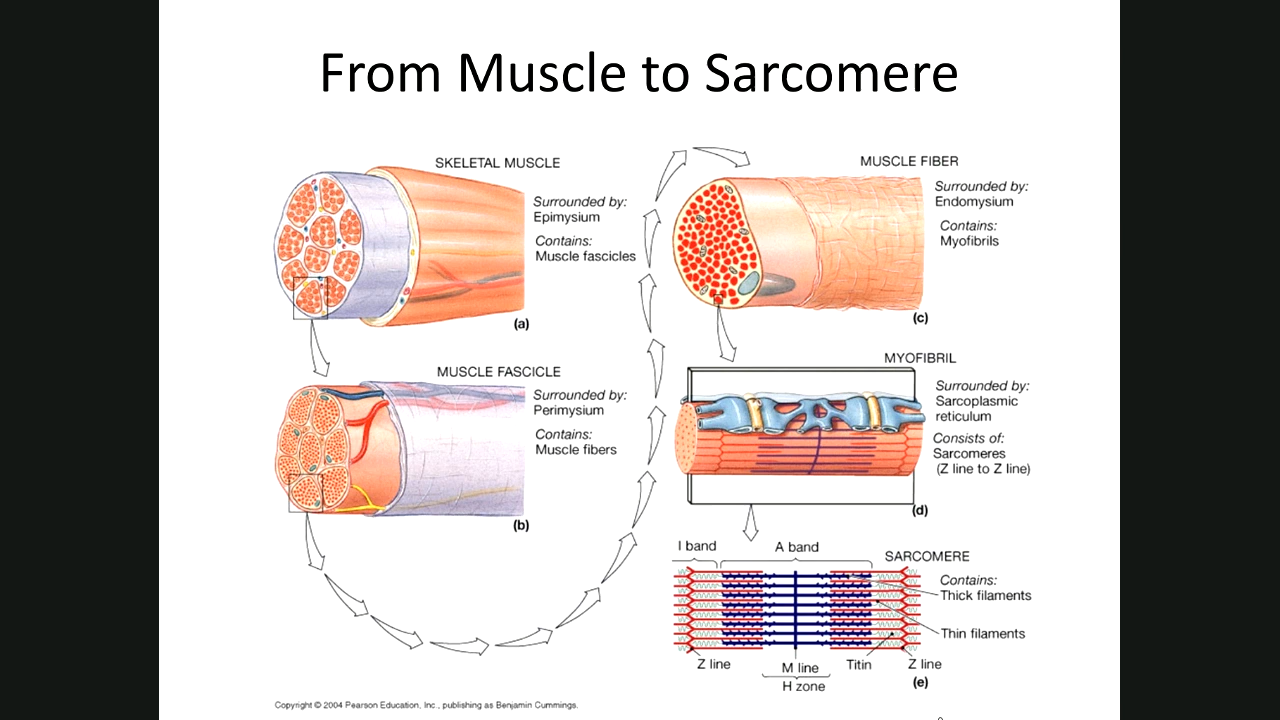 From Muscle to Sarcomere
SKELETAL MUSCLE
Surrounded by:
Epimysium
Contains:
Muscle fascicles
(a)
MUSCLE FASCICLE
Surrounded by:
Perimysium
Contains:
Muscle fibers
(b)
MUSCLE FIBER
Surrounded by:
Endomysium
Contains:
Myofibrils
(c)
MYOFIBRIL
Surrounded by:
Sarcoplasmic
reticulum
Consists of:
Sarcomeres
(Z line to Z line)
(d)
I band
A band
SARCOMERE
Contains:
Thick filaments
Thin filaments
Z line
M line
Titin
Z line
H zone
(e)
Copyright © 2004 Pearson Education, Inc., publishing as Benjamin Cummings.